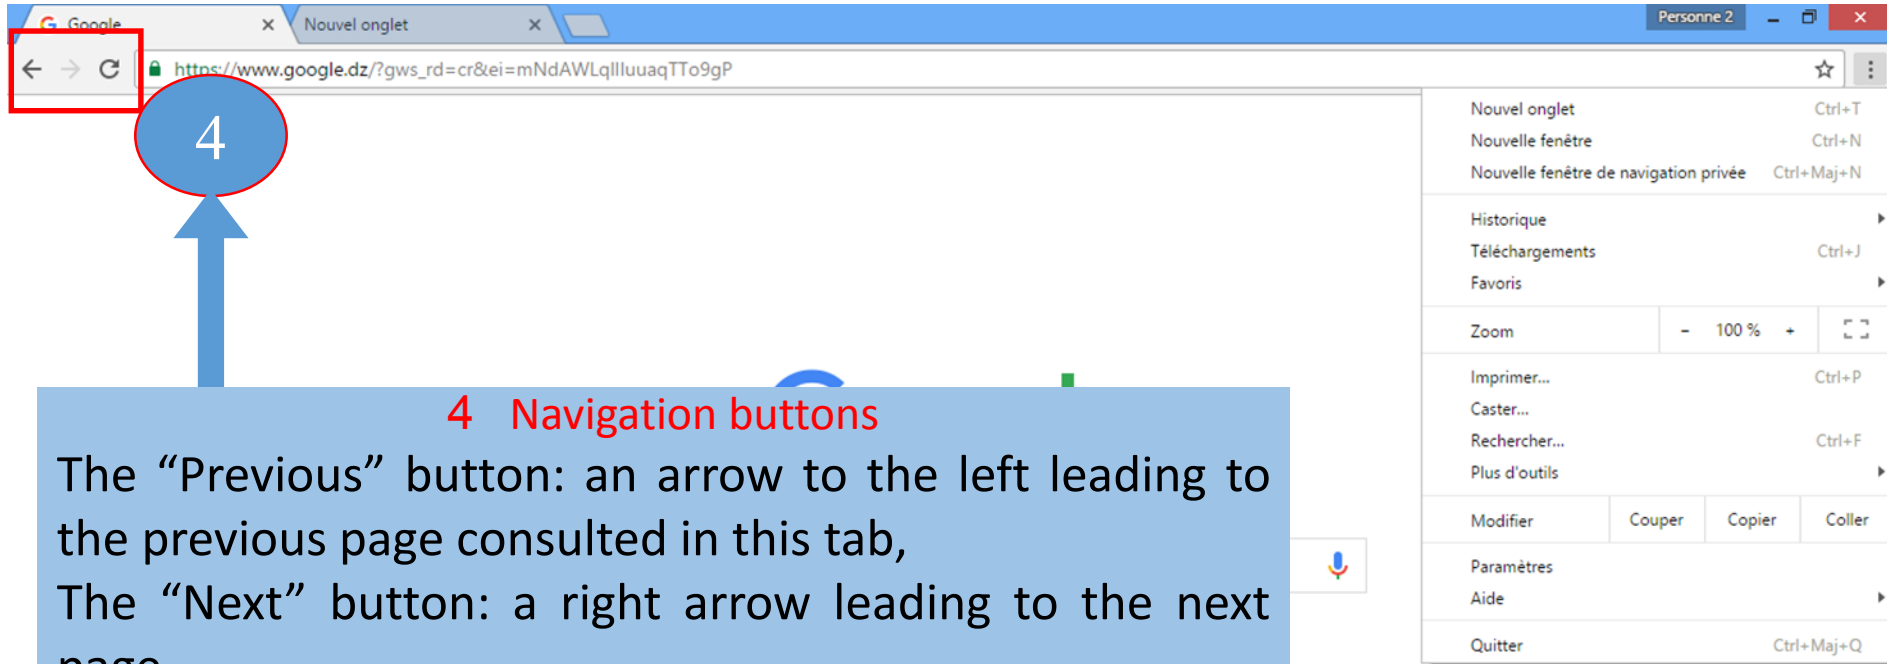 Google
Nouvel onglet
Personne 2
https://www.google.dz/?gws_rd=cr&ei=mNdAWLqIIIuuaqTTo9gP
4
Nouvel onglet Ctrl+T
Nouvelle fenêtre Ctrl+N
Nouvelle fenêtre de navigation privée Ctrl+Maj+N
Historique
Téléchargements Ctrl+J
Favoris
Zoom - 100 % +
Imprimer... Ctrl+P
Caster...
Rechercher... Ctrl+F
Plus d'outils
Modifier Couper Copier Coller
Paramètres
Aide
Quitter Ctrl+Maj+Q
4 Navigation buttons
The “Previous” button: an arrow to the left leading to
the previous page consulted in this tab,
The “Next” button: a right arrow leading to the next
page